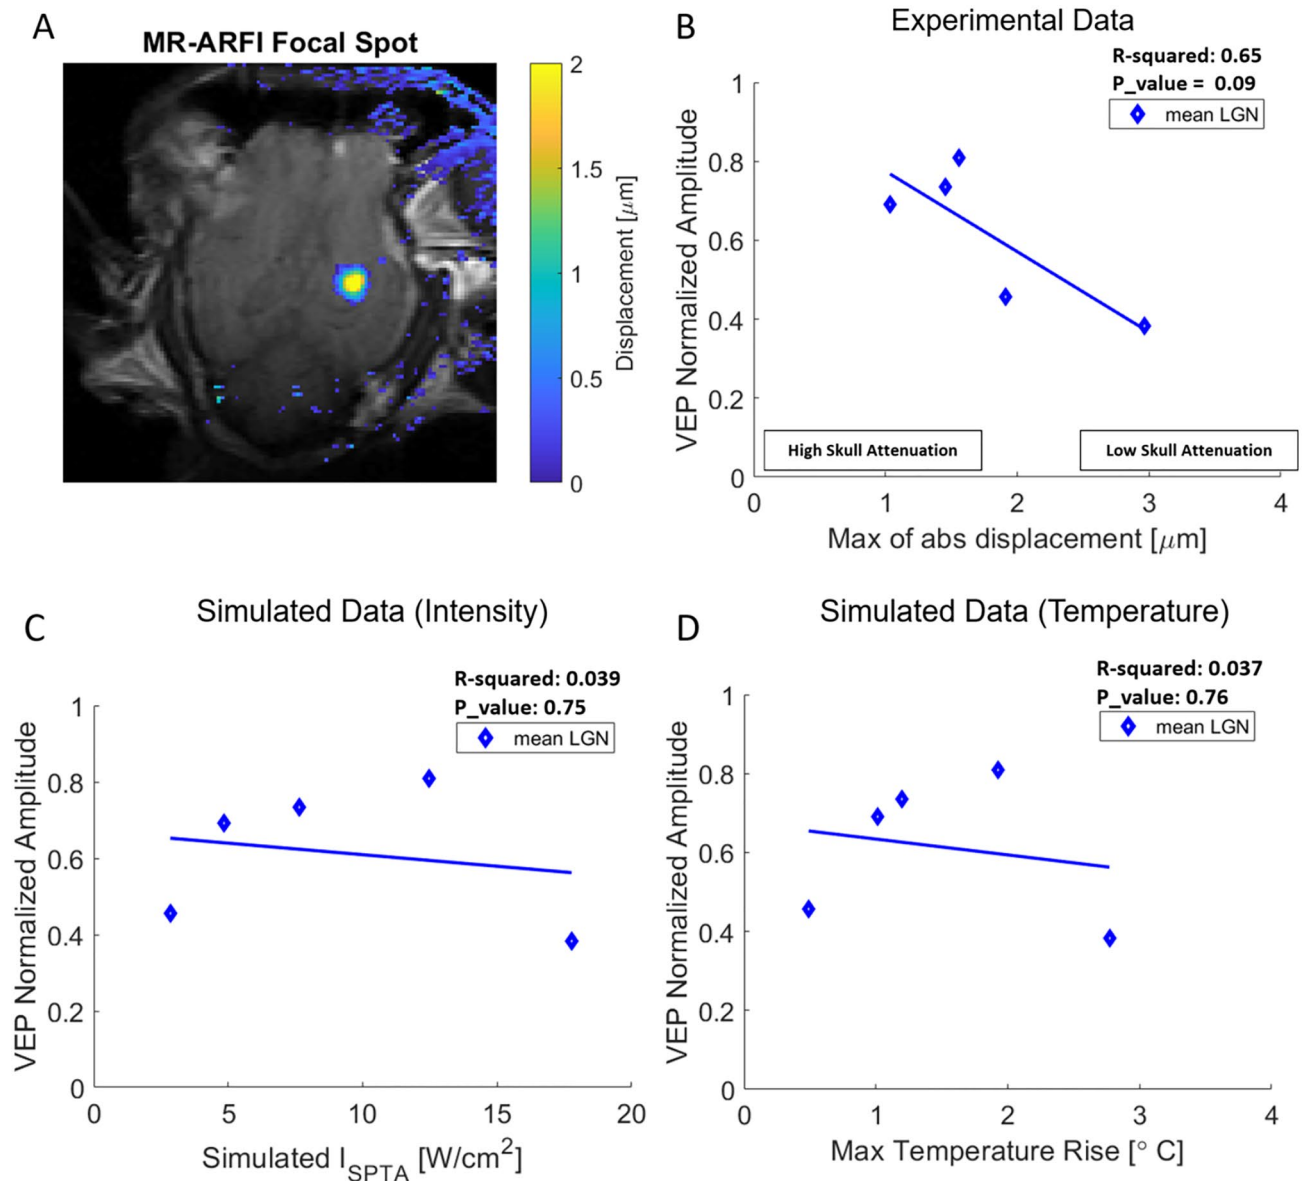 A
MR-ARFI Focal Spot
2
1.5
1
0.5
0
Displacement [μm]
B
Experimental Data
R-squared: 0.65
P_value = 0.09
mean LGN
1
0.8
0.6
0.4
0.2
0
VEP Normalized Amplitude
High Skull Attenuation
Low Skull Attenuation
0 1 2 3 4
Max of abs displacement [μm]
C
Simulated Data (Intensity)
R-squared: 0.039
P_value: 0.75
mean LGN
1
0.8
0.6
0.4
0.2
0
VEP Normalized Amplitude
0 5 10 15 20
Simulated I_SPTA [W/cm²]
D
Simulated Data (Temperature)
R-squared: 0.037
P_value: 0.76
mean LGN
1
0.8
0.6
0.4
0.2
0
VEP Normalized Amplitude
0 1 2 3 4
Max Temperature Rise [° C]